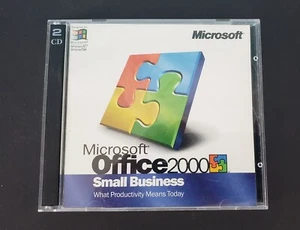 2
CD
Microsoft
Microsoft
Office2000
Small Business
What Productivity Means Today